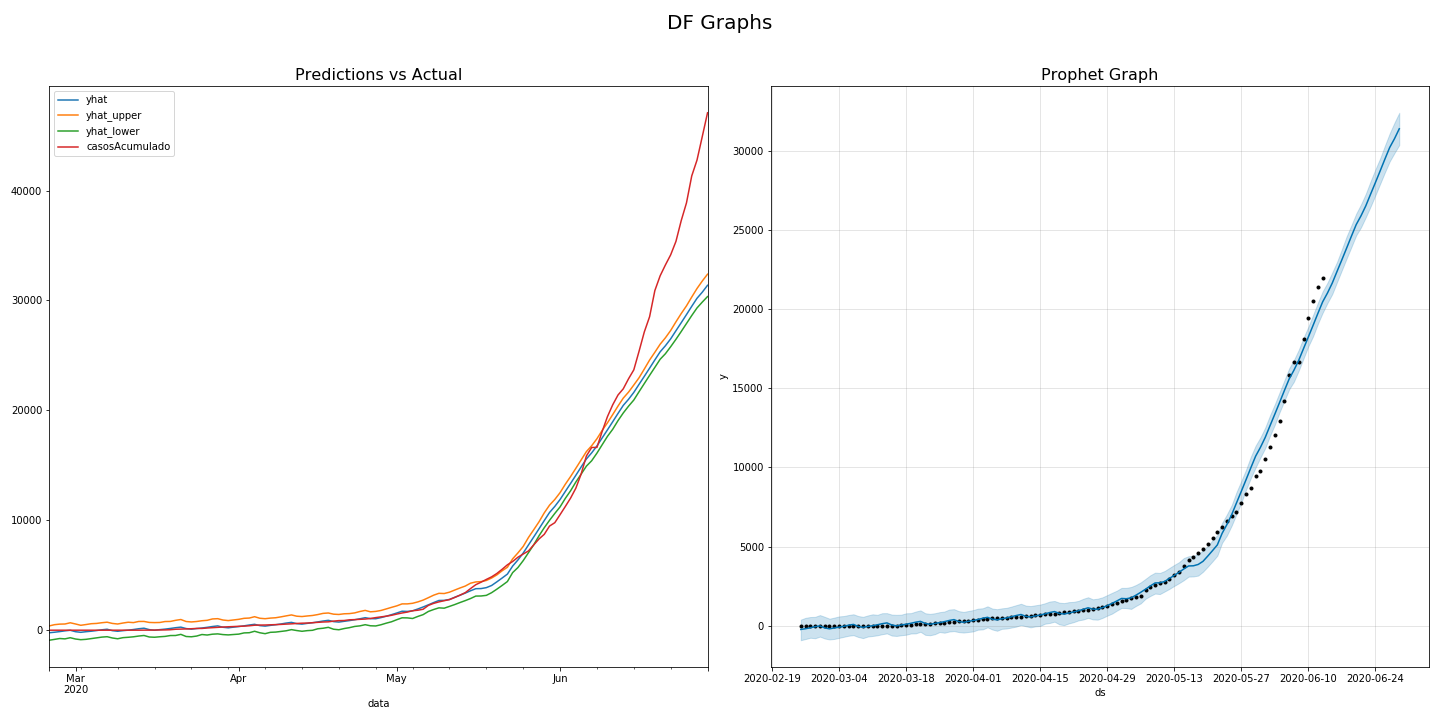 DF Graphs
Predictions vs Actual
yhat
yhat_upper
yhat_lower
casosAcumulado
40000
30000
20000
10000
0
Mar
2020
Apr
May
Jun
data
Prophet Graph
30000
25000
20000
15000
10000
5000
0
y
2020-02-19
2020-03-04
2020-03-18
2020-04-01
2020-04-15
2020-04-29
2020-05-13
2020-05-27
2020-06-10
2020-06-24
ds